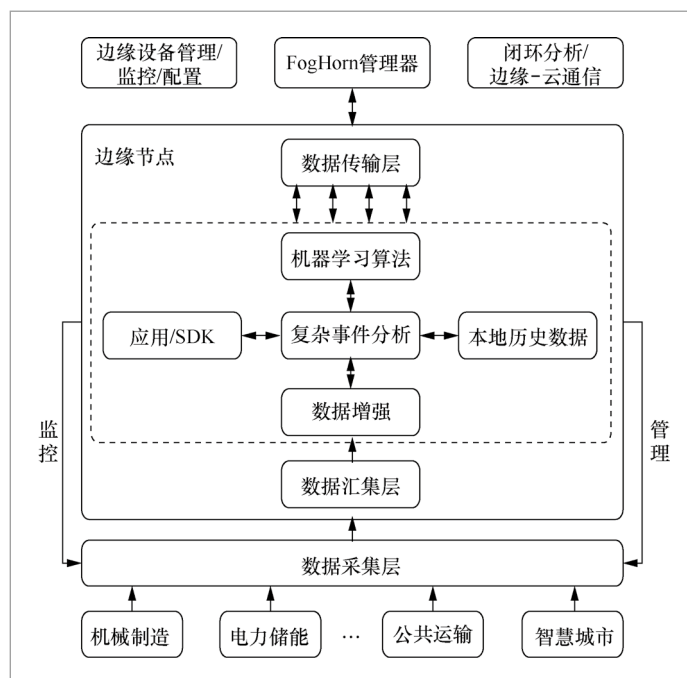 边缘设备管理/
监控/配置
FogHorn管理器
闭环分析/
边缘-云通信
边缘节点
数据传输层
机器学习算法
应用/SDK
复杂事件分析
本地历史数据
数据增强
监控
管理
数据汇集层
数据采集层
机械制造
电力储能
…
公共运输
智慧城市